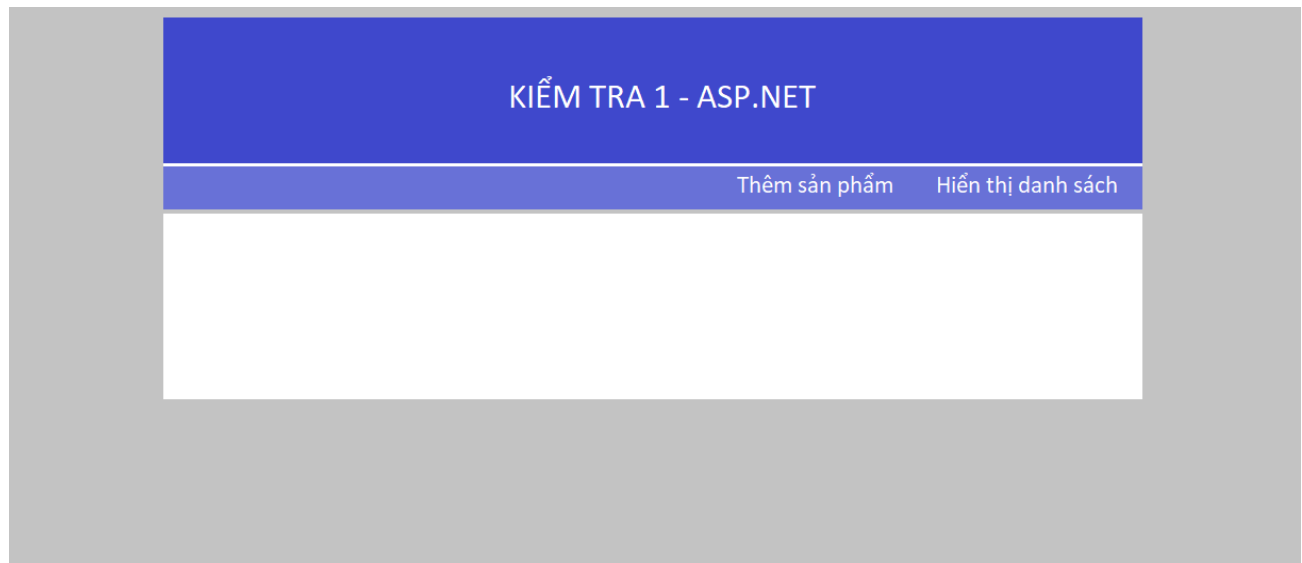 KIỂM TRA 1 - ASP.NET
Thêm sản phẩm Hiển thị danh sách